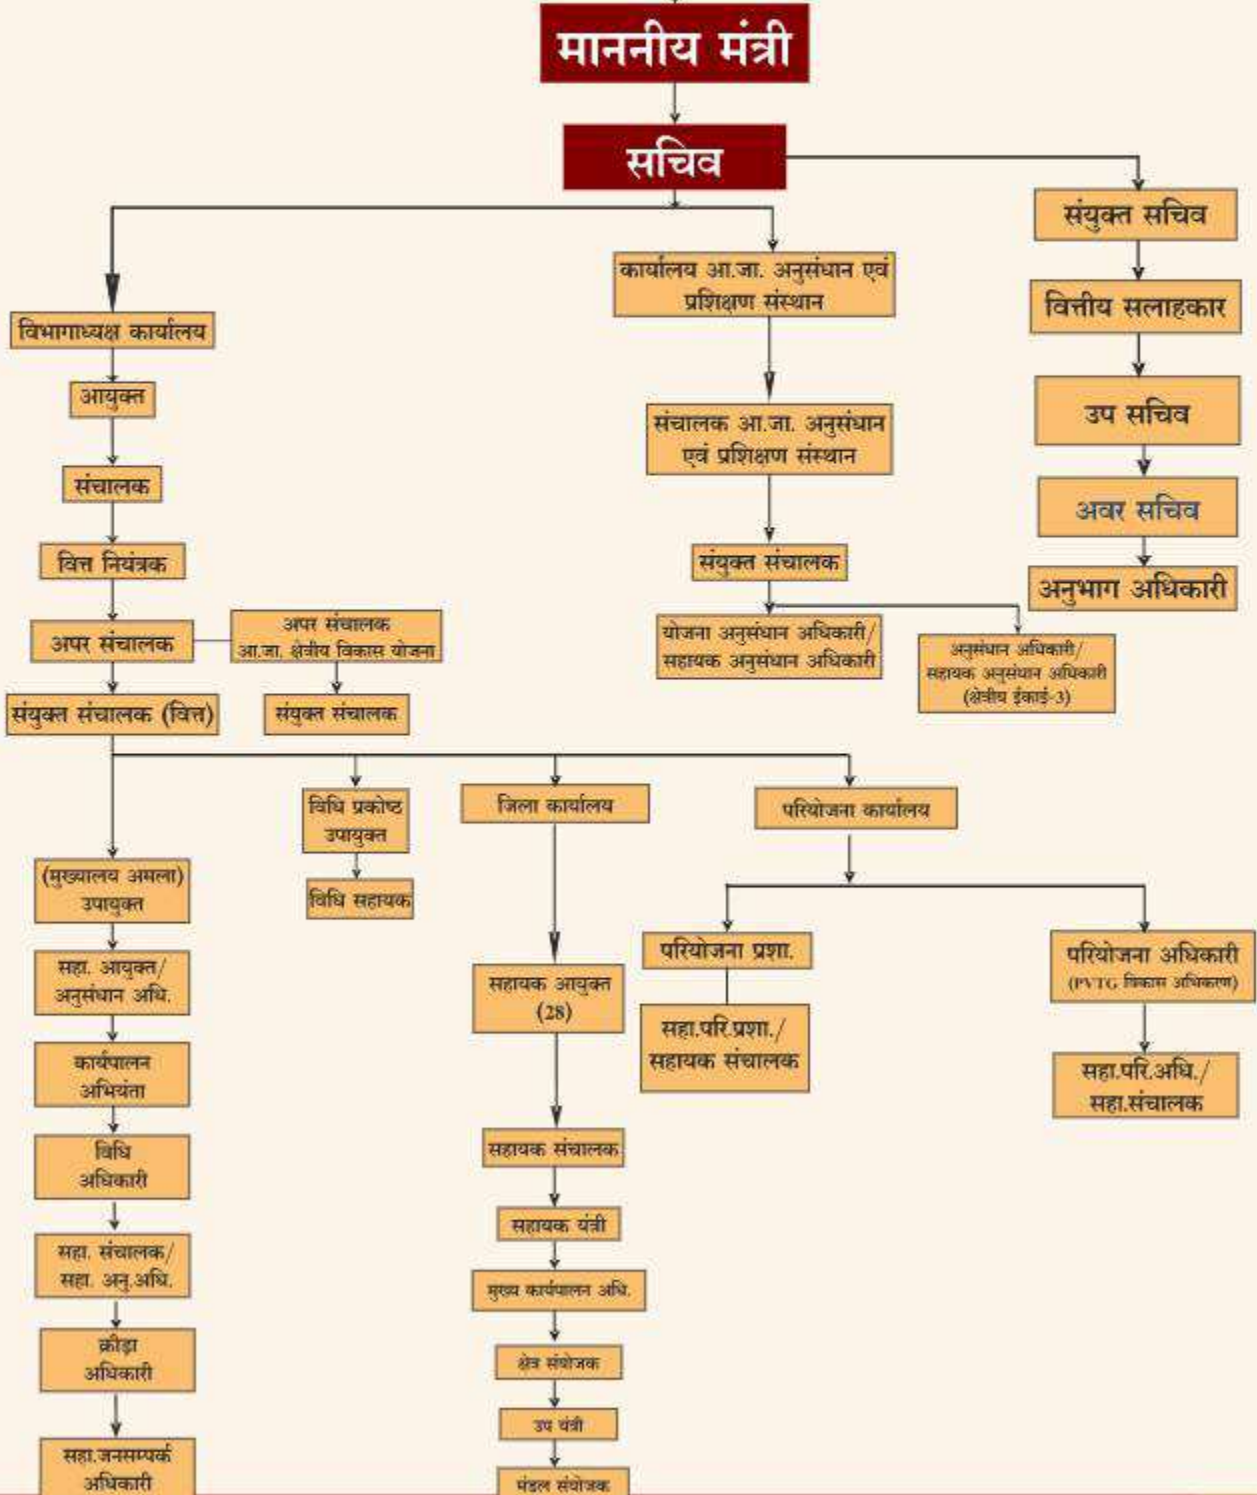 माननीय मंत्री
सचिव
संयुक्त सचिव
वित्तीय सलाहकार
उप सचिव
अवर सचिव
अनुभाग अधिकारी
कार्यालय आ.जा. अनुसंधान एवं
प्रशिक्षण संस्थान
संचालक आ.जा. अनुसंधान
एवं प्रशिक्षण संस्थान
संयुक्त संचालक
योजना अनुसंधान अधिकारी/
सहायक अनुसंधान अधिकारी
अनुसंधान अधिकारी/
सहायक अनुसंधान अधिकारी
(क्षेत्रीय ईकाई-3)
विभागाध्यक्ष कार्यालय
आयुक्त
संचालक
वित्त नियंत्रक
अपर संचालक
अपर संचालक
आ.जा. क्षेत्रीय विकास योजना
संयुक्त संचालक
संयुक्त संचालक (वित्त)
(मुख्यालय अमला)
उपायुक्त
सहा. आयुक्त/
अनुसंधान अधि.
कार्यपालन
अभियंता
विधि
अधिकारी
सहा. संचालक/
सहा. अनु.अधि.
क्रीड़ा
अधिकारी
सहा.जनसम्पर्क
अधिकारी
विधि प्रकोष्ठ
उपायुक्त
विधि सहायक
जिला कार्यालय
सहायक आयुक्त
(28)
सहायक संचालक
सहायक यंत्री
मुख्य कार्यपालन अधि.
क्षेत्र संयोजक
उप यंत्री
मंडल संयोजक
परियोजना कार्यालय
परियोजना प्रशा.
सहा.परि.प्रशा./
सहायक संचालक
परियोजना अधिकारी
(PVTG विकास अभिकरण)
सहा.परि.अधि./
सहा.संचालक